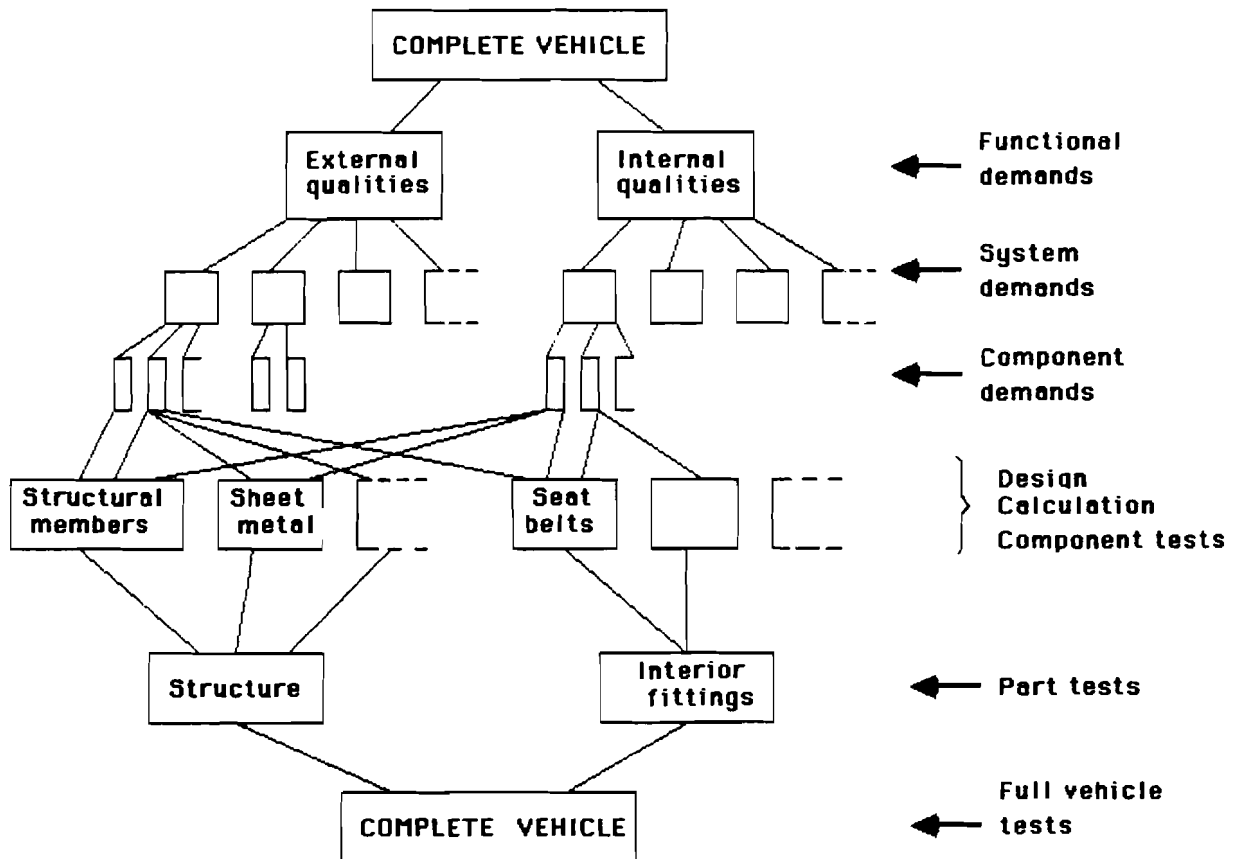 COMPLETE VEHICLE
External
qualities
Internal
qualities
Functional
demands
System
demands
Component
demands
Structural
members
Sheet
metal
Seat
belts
Design
Calculation
Component tests
Structure
Interior
fittings
Part tests
COMPLETE VEHICLE
Full vehicle
tests